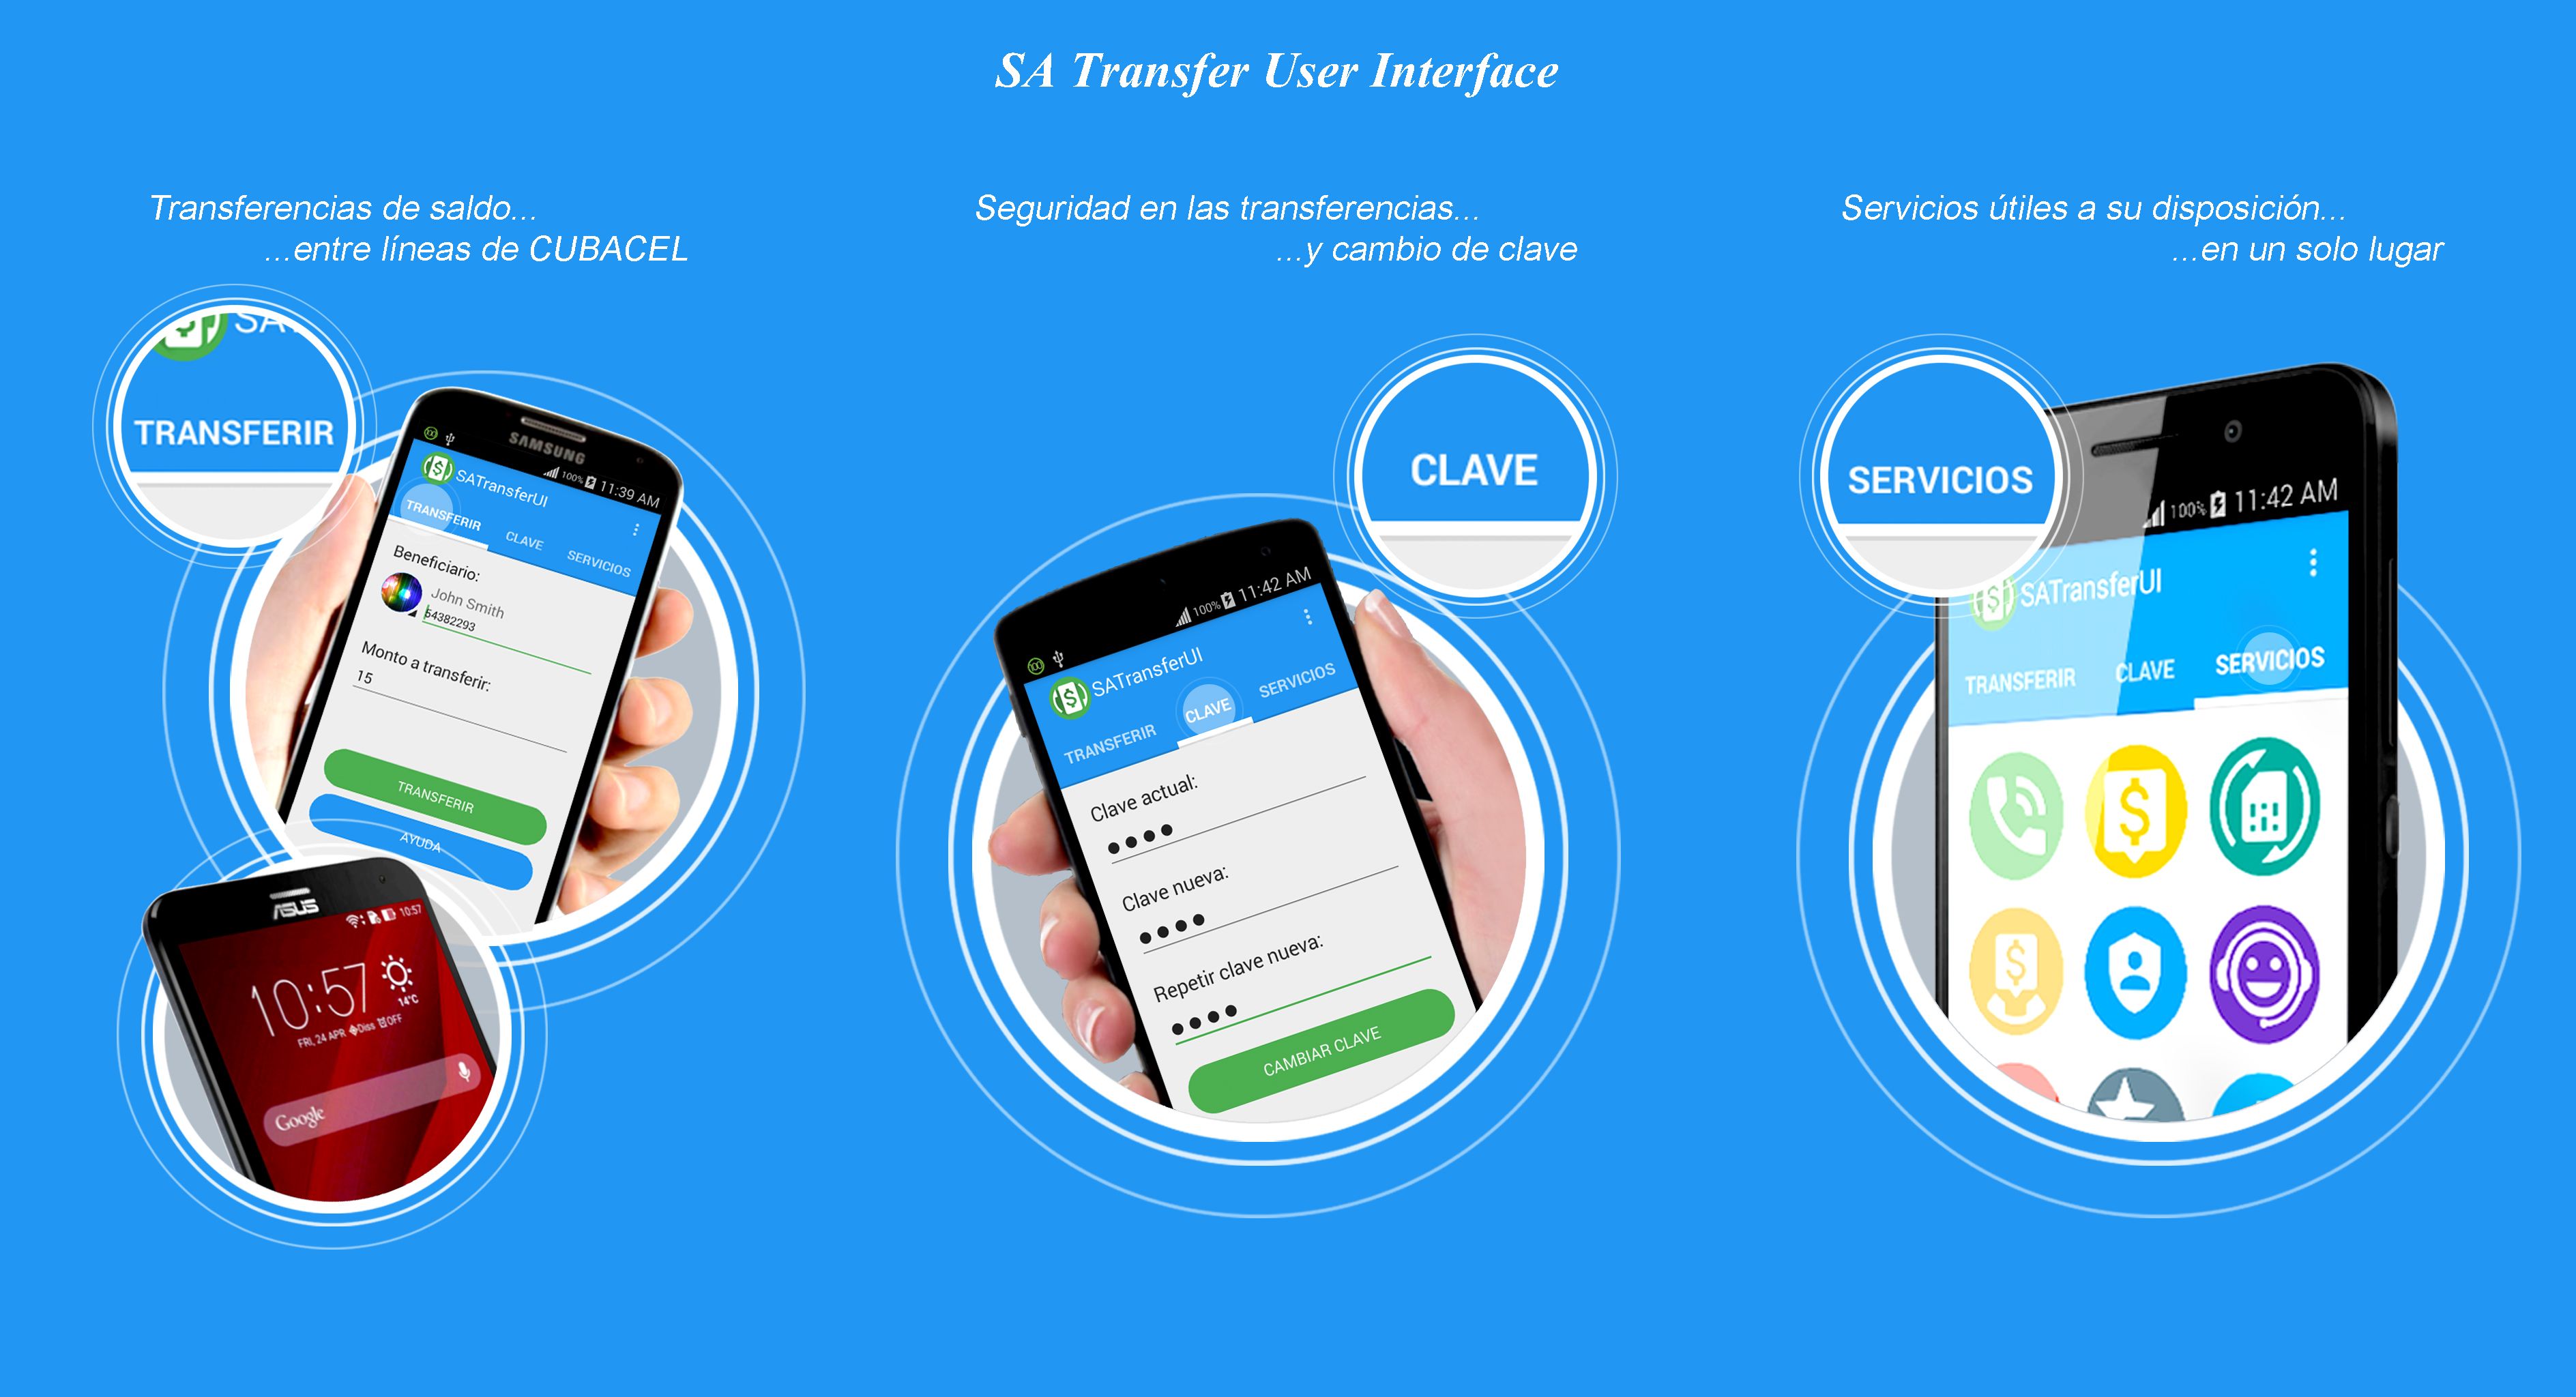 SA Transfer User Interface
Transferencias de saldo...
...entre líneas de CUBACEL
TRANSFERIR
SAMSUNG
100% 11:39 AM
SATransferUI
TRANSFERIR CLAVE SERVICIOS
Beneficiario:
John Smith
54382293
Monto a transferir:
15
TRANSFERIR
AYUDA
ASUS
10:57
10:57
14°C
FRI, 24 APR Diss OFF
Google
Seguridad en las transferencias...
...y cambio de clave
CLAVE
100% 11:42 AM
SATransferUI
TRANSFERIR CLAVE SERVICIOS
Clave actual:
Clave nueva:
Repetir clave nueva:
CAMBIAR CLAVE
Servicios útiles a su disposición...
...en un solo lugar
SERVICIOS
100% 11:42 AM
SATransferUI
TRANSFERIR CLAVE SERVICIOS